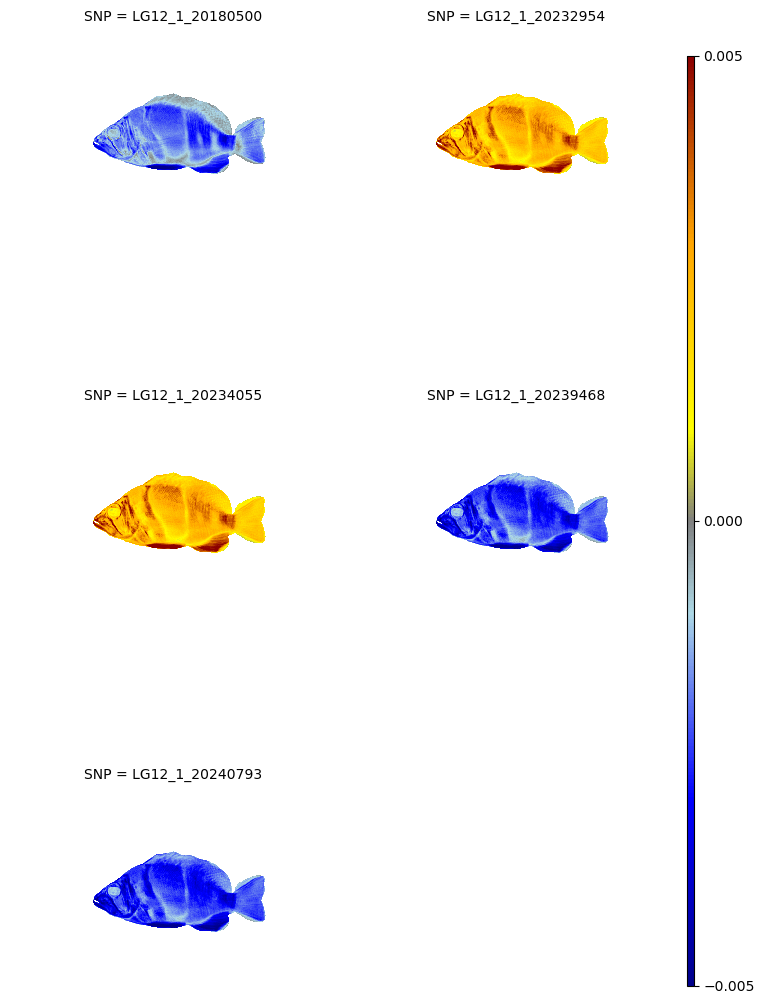 SNP = LG12_1_20180500
SNP = LG12_1_20232954
0.005
SNP = LG12_1_20234055
SNP = LG12_1_20239468
0.000
SNP = LG12_1_20240793
−0.005